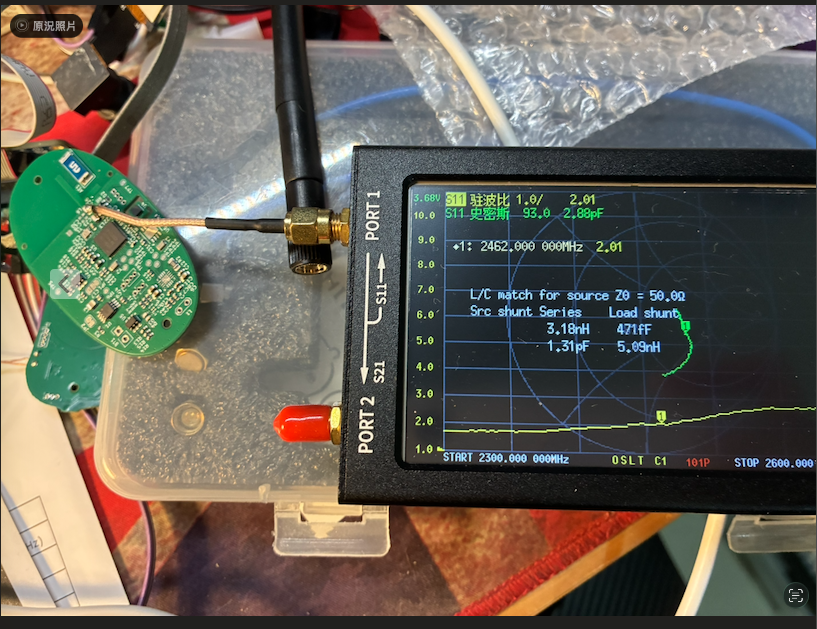 原況照片
PORT 1
S11
S21
PORT 2
3.68V
S11 驻波比 1.0/ 2.01
S11 史密斯 93.0 2.88pF
10.0
9.0
8.0
7.0
6.0
5.0
4.0
3.0
2.0
1.0
1: 2462.000 000MHz 2.01
L/C match for source Z0 = 50.0Ω
Src shunt Series Load shunt
3.18nH 471fF
1.31pF 5.09nH
1
1
START 2300.000 000MHz
OSLT C1
101P
STOP 2600.000
Hz)